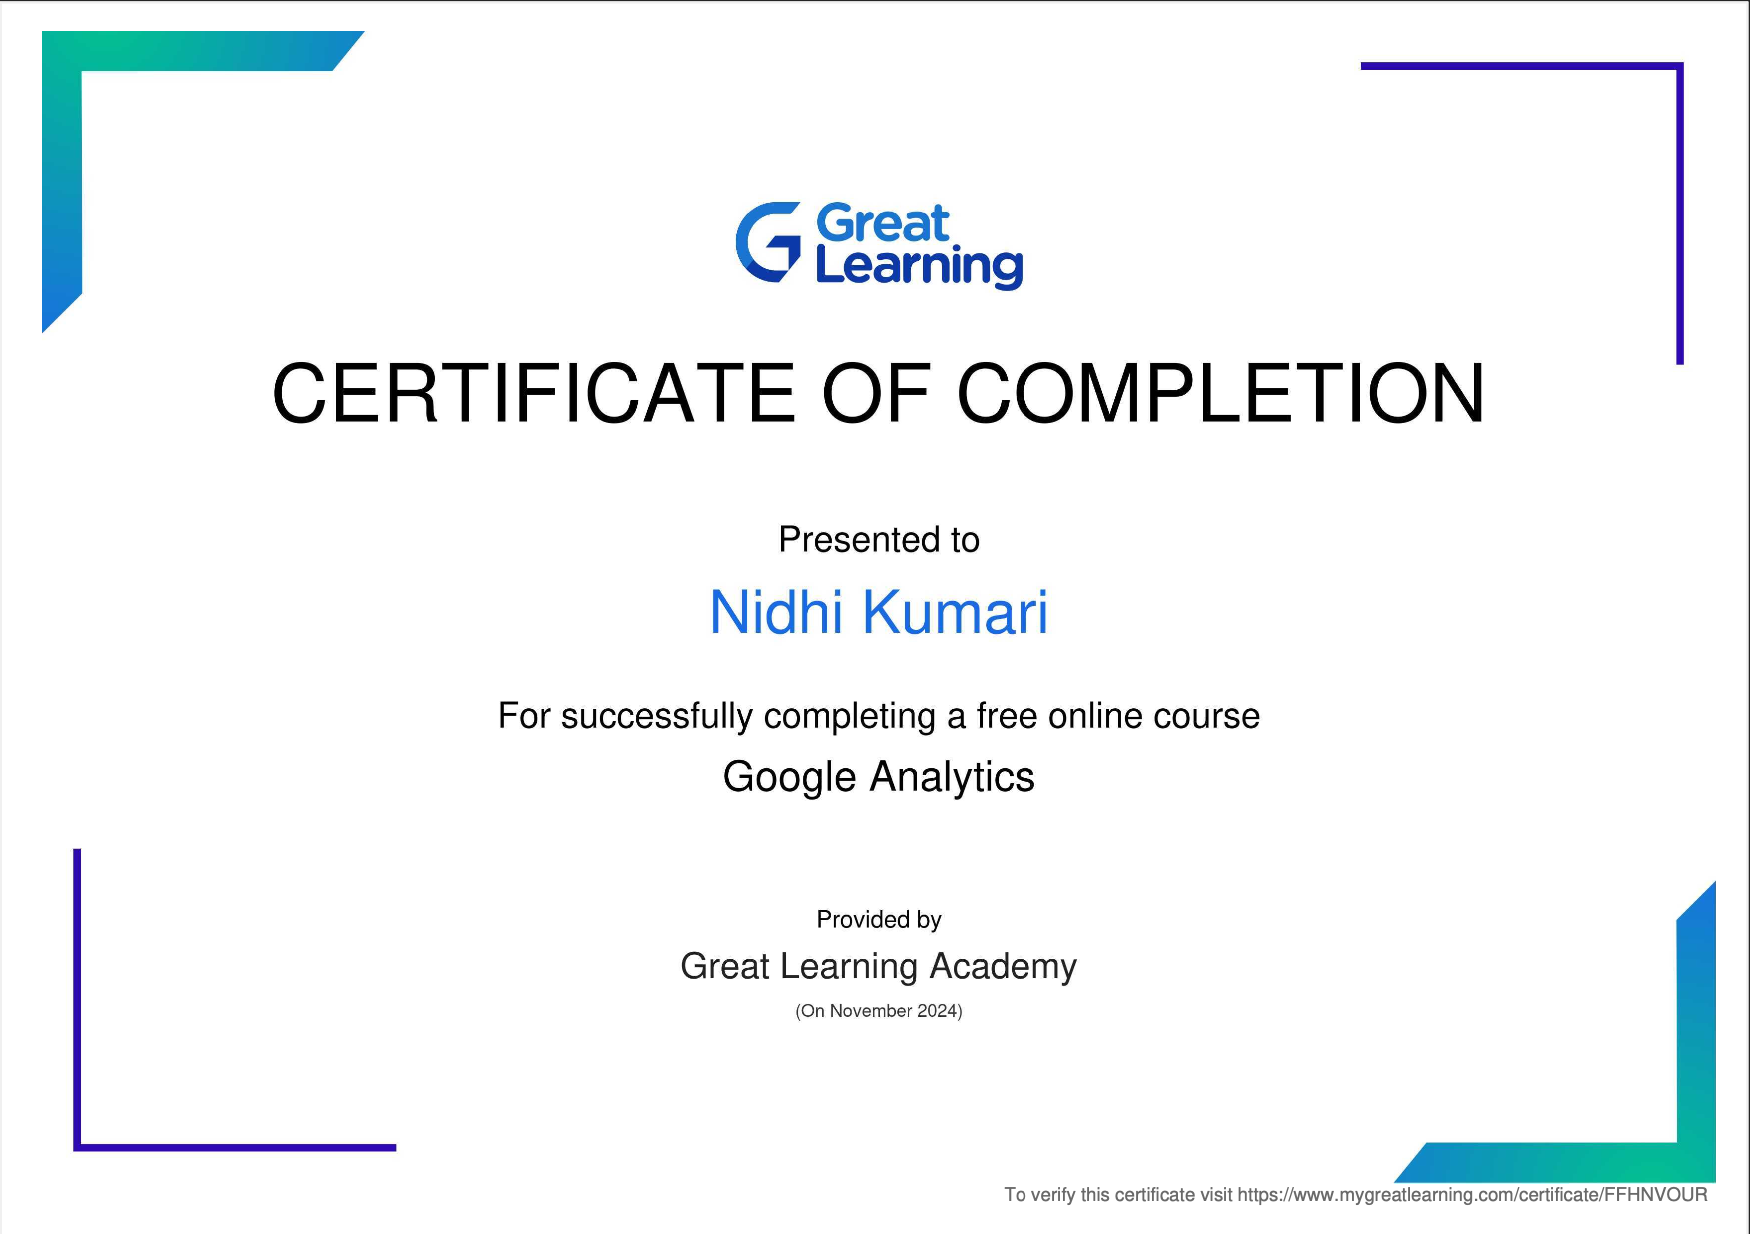 Great
Learning
CERTIFICATE OF COMPLETION
Presented to
Nidhi Kumari
For successfully completing a free online course
Google Analytics
Provided by
Great Learning Academy
(On November 2024)
To verify this certificate visit https://www.mygreatlearning.com/certificate/FFHNVOUR